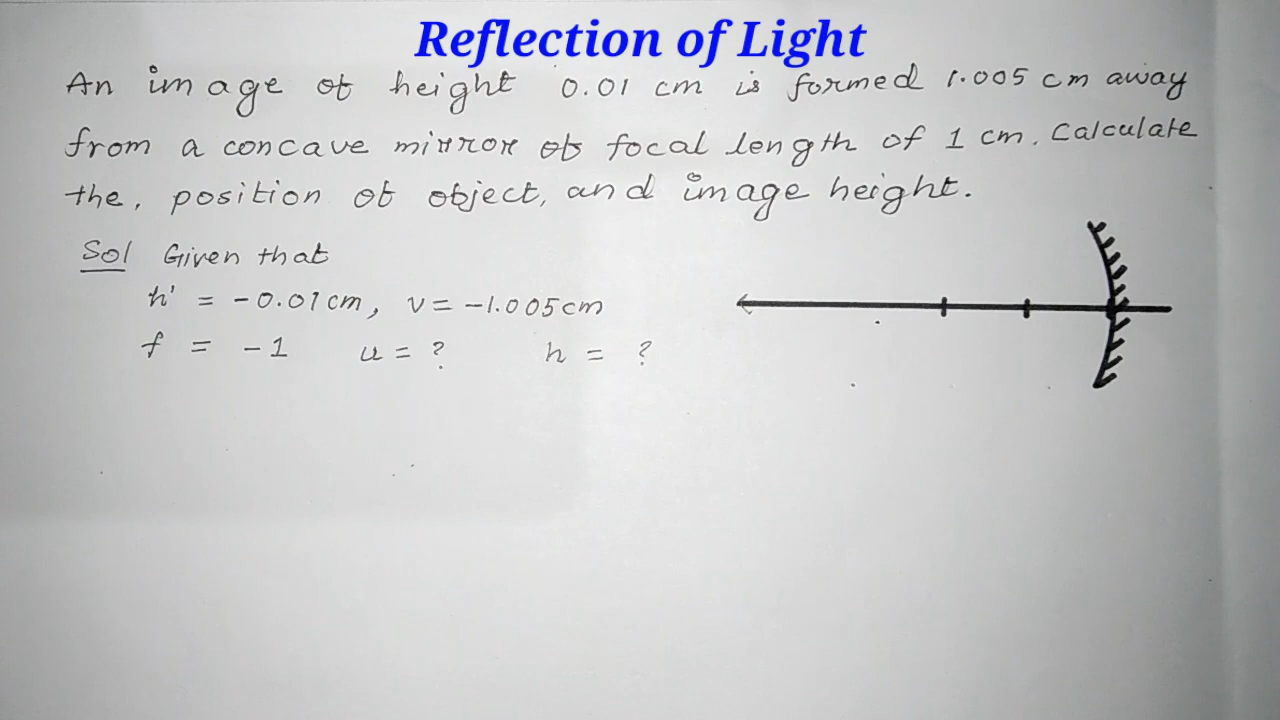 Reflection of Light
An image of height 0.01 cm is formed 1.005 cm away
from a concave mirror of focal length of 1 cm. Calculate
the, position of object, and image height.
Sol Given that
h' = -0.01cm, v = -1.005cm
f = -1 u = ? h = ?